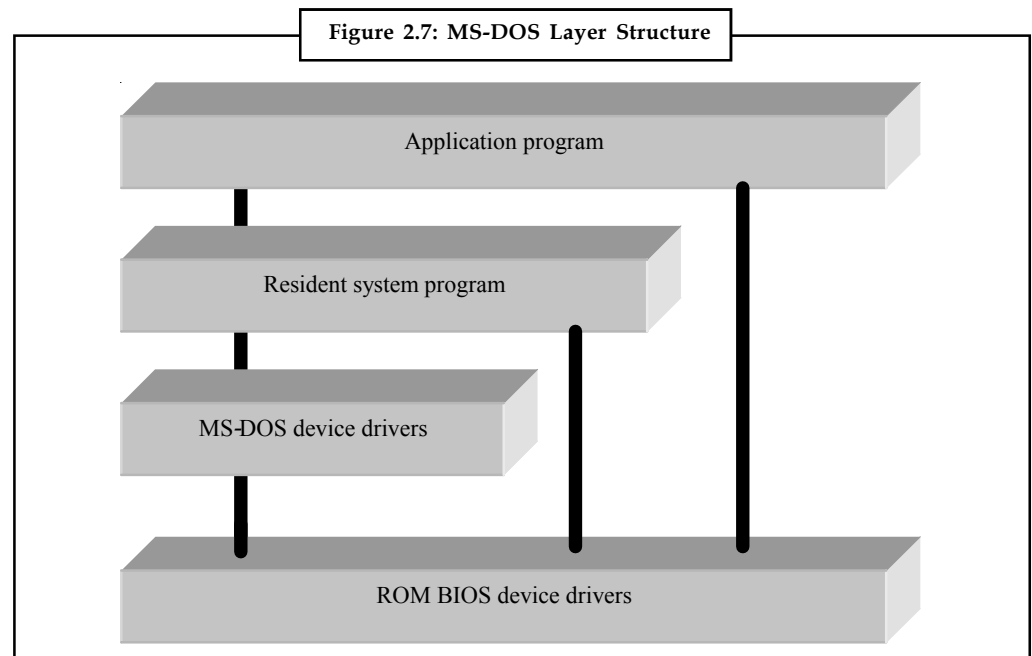 Figure 2.7: MS-DOS Layer Structure
Application program
Resident system program
MS-DOS device drivers
ROM BIOS device drivers